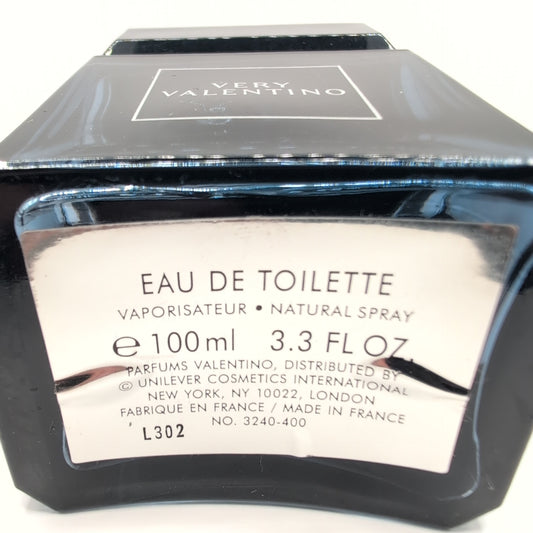 VERY
VALENTINO
EAU DE TOILETTE
VAPORISATEUR • NATURAL SPRAY
℮ 100 ml 3.3 FL OZ.
PARFUMS VALENTINO, DISTRIBUTED BY
© UNILEVER COSMETICS INTERNATIONAL
NEW YORK, NY 10022, LONDON
FABRIQUE EN FRANCE / MADE IN FRANCE
L302 NO. 3240-400